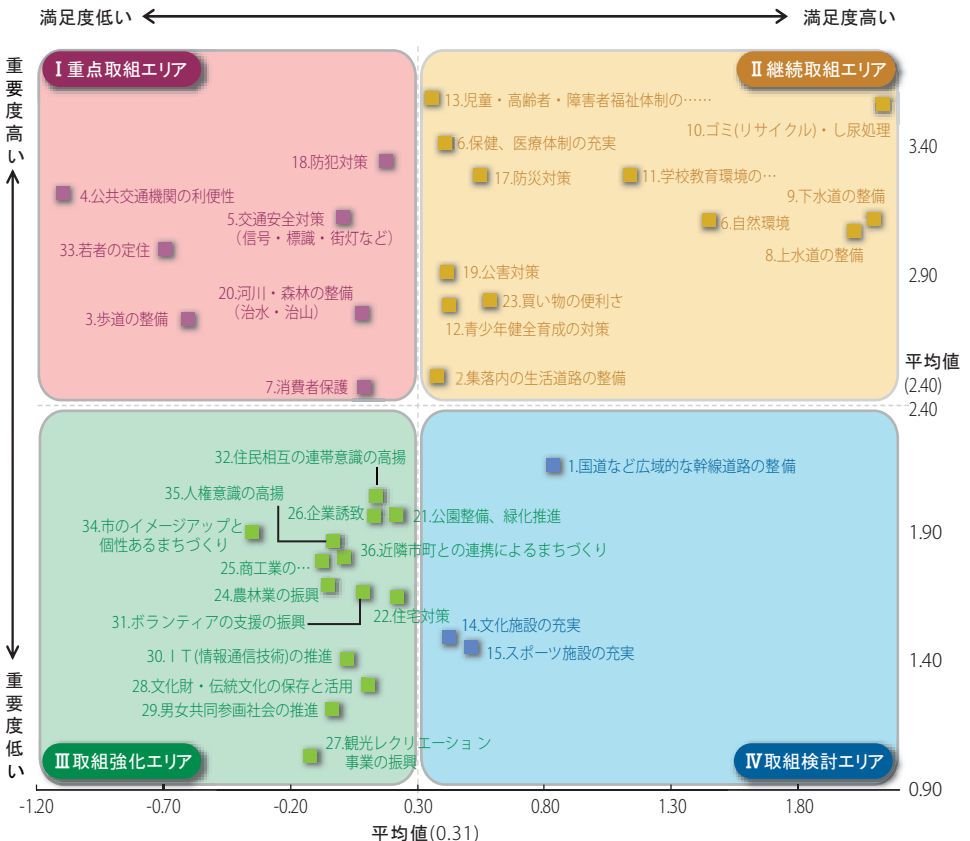 満足度低い
満足度高い
重要度高い
Ⅰ 重点取組エリア
Ⅱ 継続取組エリア
13.児童・高齢者・障害者福祉体制の……
10.ゴミ(リサイクル)・し尿処理
6.保健、医療体制の充実
3.40
18.防犯対策
17.防災対策
11.学校教育環境の…
4.公共交通機関の利便性
9.下水道の整備
5.交通安全対策
(信号・標識・街灯など)
6.自然環境
33.若者の定住
8.上水道の整備
19.公害対策
2.90
20.河川・森林の整備
(治水・治山)
23.買い物の便利さ
3.歩道の整備
12.青少年健全育成の対策
平均値
(2.40)
7.消費者保護
2.集落内の生活道路の整備
2.40
32.住民相互の連帯意識の高揚
1.国道など広域的な幹線道路の整備
35.人権意識の高揚
26.企業誘致
21.公園整備、緑化推進
34.市のイメージアップと
個性あるまちづくり
1.90
36.近隣市町との連携によるまちづくり
25.商工業の…
24.農林業の振興
22.住宅対策
31.ボランティアの支援の振興
14.文化施設の充実
15.スポーツ施設の充実
30.ＩＴ(情報通信技術)の推進
1.40
28.文化財・伝統文化の保存と活用
29.男女共同参画社会の推進
重要度低い
27.観光レクリエーション
事業の振興
Ⅲ 取組強化エリア
Ⅳ 取組検討エリア
0.90
-1.20
-0.70
-0.20
0.30
0.80
1.30
1.80
平均値(0.31)